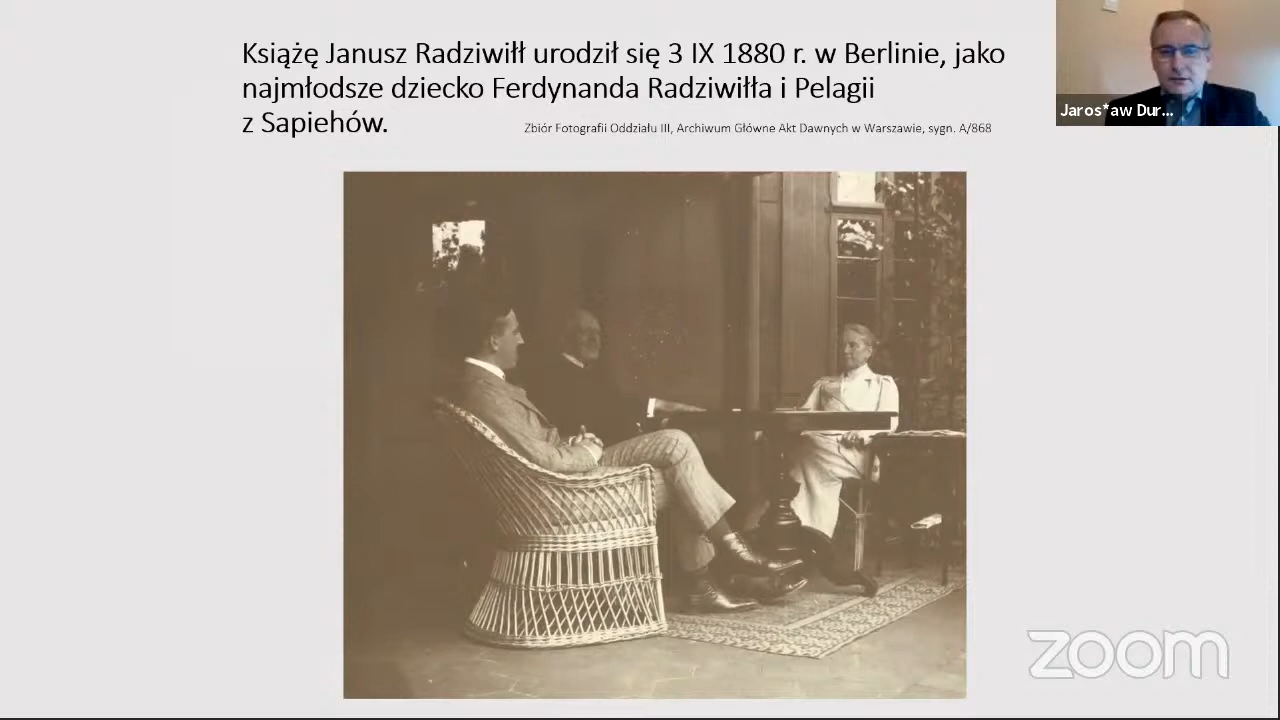 Książę Janusz Radziwiłł urodził się 3 IX 1880 r. w Berlinie, jako
najmłodsze dziecko Ferdynanda Radziwiłła i Pelagii
z Sapiehów.
Zbiór Fotografii Oddziału III, Archiwum Główne Akt Dawnych w Warszawie, sygn. A/868
Jaros*aw Dur...
zoom